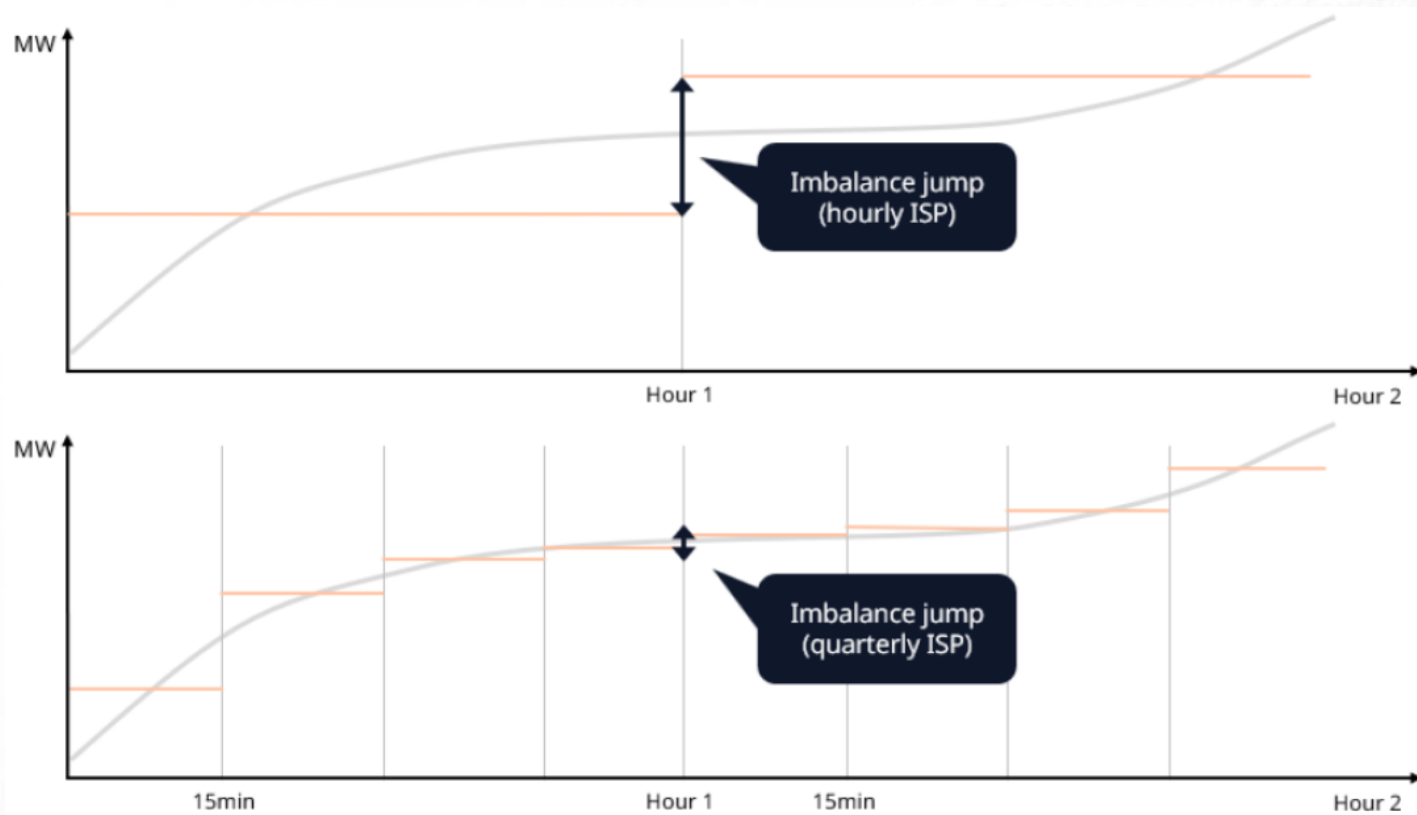 MW
Imbalance jump
(hourly ISP)
Hour 1
Hour 2
MW
Imbalance jump
(quarterly ISP)
15min
Hour 1
15min
Hour 2